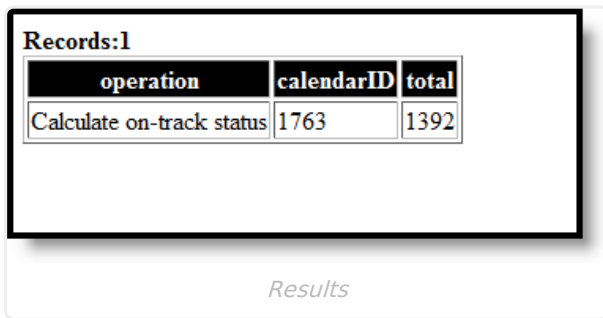 Records:1
operation calendarID total
Calculate on-track status 1763 1392
Results